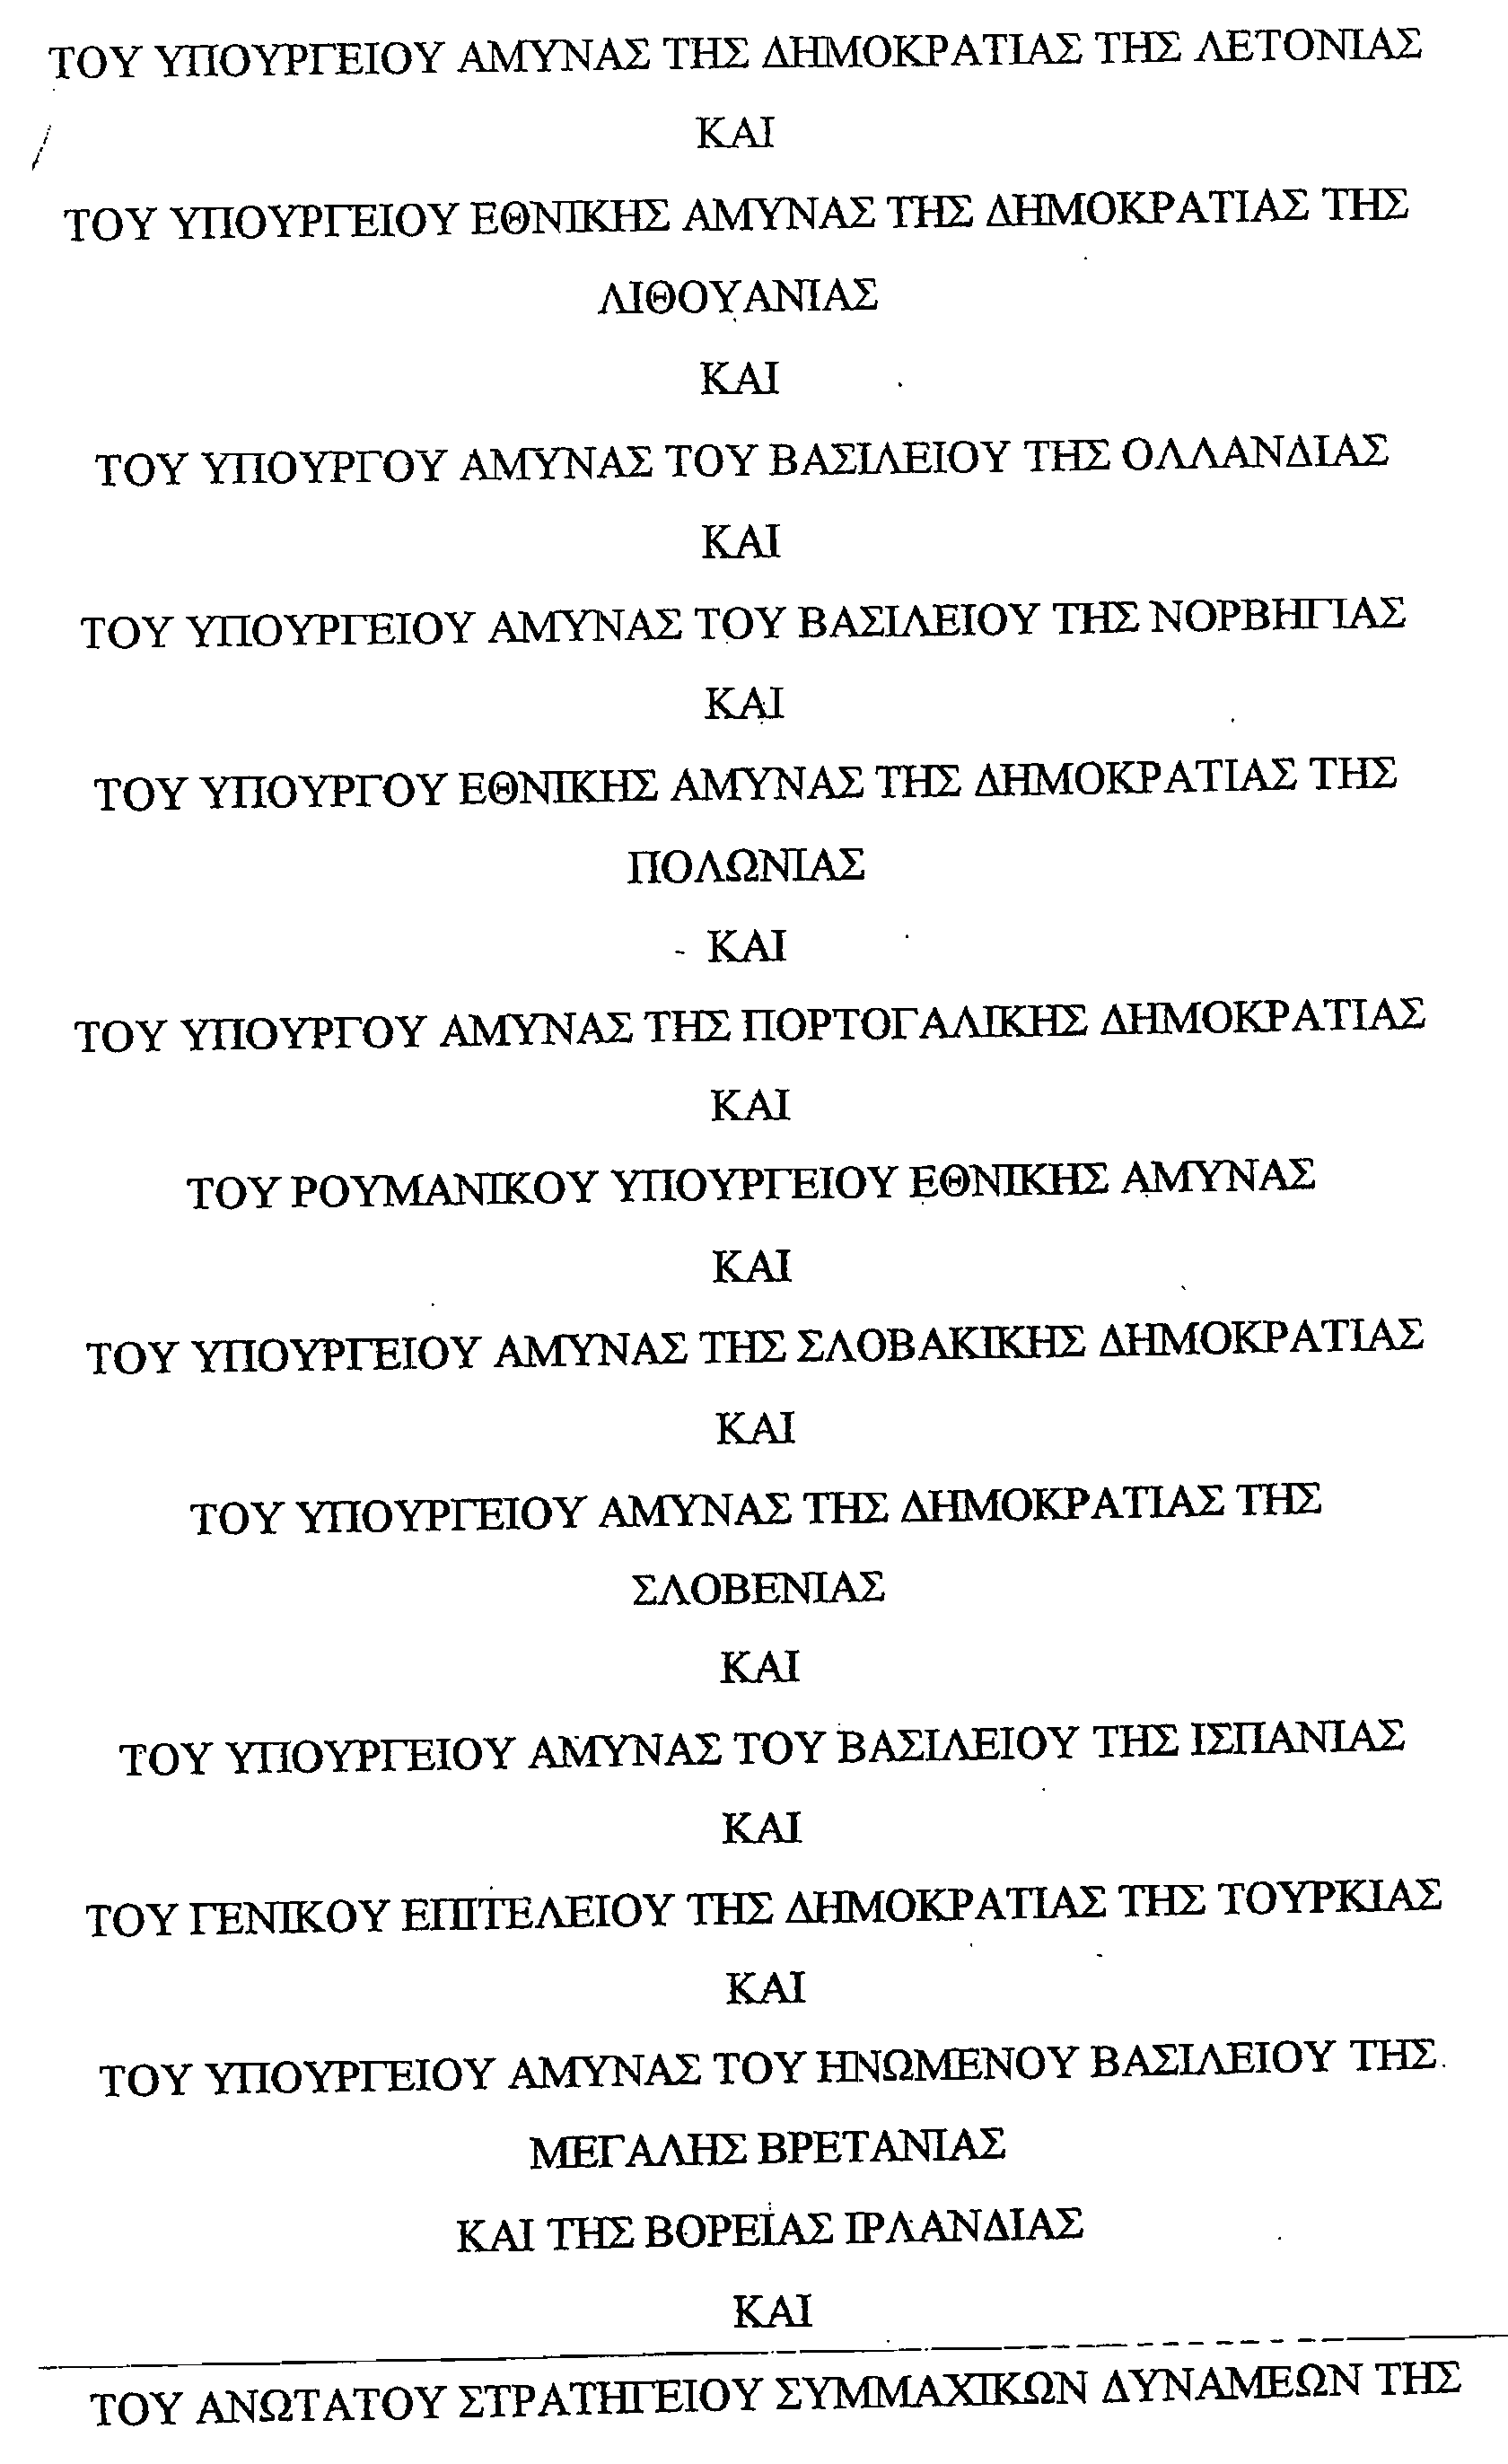 ΤΟΥ ΥΠΟΥΡΓΕΙΟΥ ΑΜΥΝΑΣ ΤΗΣ ΔΗΜΟΚΡΑΤΙΑΣ ΤΗΣ ΛΕΤΟΝΙΑΣ
ΚΑΙ
ΤΟΥ ΥΠΟΥΡΓΕΙΟΥ ΕΘΝΙΚΗΣ ΑΜΥΝΑΣ ΤΗΣ ΔΗΜΟΚΡΑΤΙΑΣ ΤΗΣ
ΛΙΘΟΥΑΝΙΑΣ
ΚΑΙ
ΤΟΥ ΥΠΟΥΡΓΟΥ ΑΜΥΝΑΣ ΤΟΥ ΒΑΣΙΛΕΙΟΥ ΤΗΣ ΟΛΛΑΝΔΙΑΣ
ΚΑΙ
ΤΟΥ ΥΠΟΥΡΓΕΙΟΥ ΑΜΥΝΑΣ ΤΟΥ ΒΑΣΙΛΕΙΟΥ ΤΗΣ ΝΟΡΒΗΓΙΑΣ
ΚΑΙ
ΤΟΥ ΥΠΟΥΡΓΟΥ ΕΘΝΙΚΗΣ ΑΜΥΝΑΣ ΤΗΣ ΔΗΜΟΚΡΑΤΙΑΣ ΤΗΣ
ΠΟΛΩΝΙΑΣ
- ΚΑΙ
ΤΟΥ ΥΠΟΥΡΓΟΥ ΑΜΥΝΑΣ ΤΗΣ ΠΟΡΤΟΓΑΛΙΚΗΣ ΔΗΜΟΚΡΑΤΙΑΣ
ΚΑΙ
ΤΟΥ ΡΟΥΜΑΝΙΚΟΥ ΥΠΟΥΡΓΕΙΟΥ ΕΘΝΙΚΗΣ ΑΜΥΝΑΣ
ΚΑΙ
ΤΟΥ ΥΠΟΥΡΓΕΙΟΥ ΑΜΥΝΑΣ ΤΗΣ ΣΛΟΒΑΚΙΚΗΣ ΔΗΜΟΚΡΑΤΙΑΣ
ΚΑΙ
ΤΟΥ ΥΠΟΥΡΓΕΙΟΥ ΑΜΥΝΑΣ ΤΗΣ ΔΗΜΟΚΡΑΤΙΑΣ ΤΗΣ
ΣΛΟΒΕΝΙΑΣ
ΚΑΙ
ΤΟΥ ΥΠΟΥΡΓΕΙΟΥ ΑΜΥΝΑΣ ΤΟΥ ΒΑΣΙΛΕΙΟΥ ΤΗΣ ΙΣΠΑΝΙΑΣ
ΚΑΙ
ΤΟΥ ΓΕΝΙΚΟΥ ΕΠΙΤΕΛΕΙΟΥ ΤΗΣ ΔΗΜΟΚΡΑΤΙΑΣ ΤΗΣ ΤΟΥΡΚΙΑΣ
ΚΑΙ
ΤΟΥ ΥΠΟΥΡΓΕΙΟΥ ΑΜΥΝΑΣ ΤΟΥ ΗΝΩΜΕΝΟΥ ΒΑΣΙΛΕΙΟΥ ΤΗΣ
ΜΕΓΑΛΗΣ ΒΡΕΤΑΝΙΑΣ
ΚΑΙ ΤΗΣ ΒΟΡΕΙΑΣ ΙΡΛΑΝΔΙΑΣ
ΚΑΙ
ΤΟΥ ΑΝΩΤΑΤΟΥ ΣΤΡΑΤΗΓΕΙΟΥ ΣΥΜΜΑΧΙΚΩΝ ΔΥΝΑΜΕΩΝ ΤΗΣ